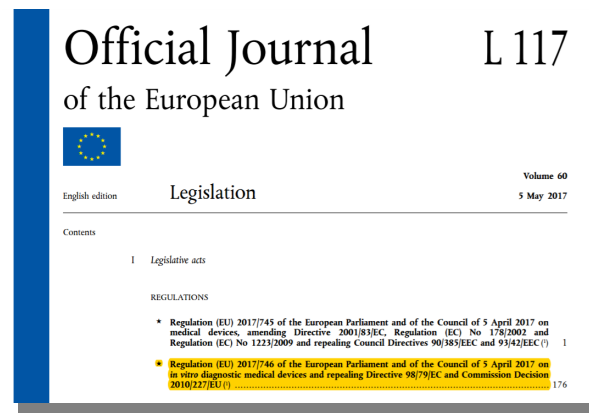 Official Journal L 117
of the European Union
Volume 60
English edition Legislation 5 May 2017
Contents
I Legislative acts
REGULATIONS
★ Regulation (EU) 2017/745 of the European Parliament and of the Council of 5 April 2017 on
medical devices, amending Directive 2001/83/EC, Regulation (EC) No 178/2002 and
Regulation (EC) No 1223/2009 and repealing Council Directives 90/385/EEC and 93/42/EEC (¹) 1
★ Regulation (EU) 2017/746 of the European Parliament and of the Council of 5 April 2017 on
in vitro diagnostic medical devices and repealing Directive 98/79/EC and Commission Decision
2010/227/EU (¹) ........................................................................ 176